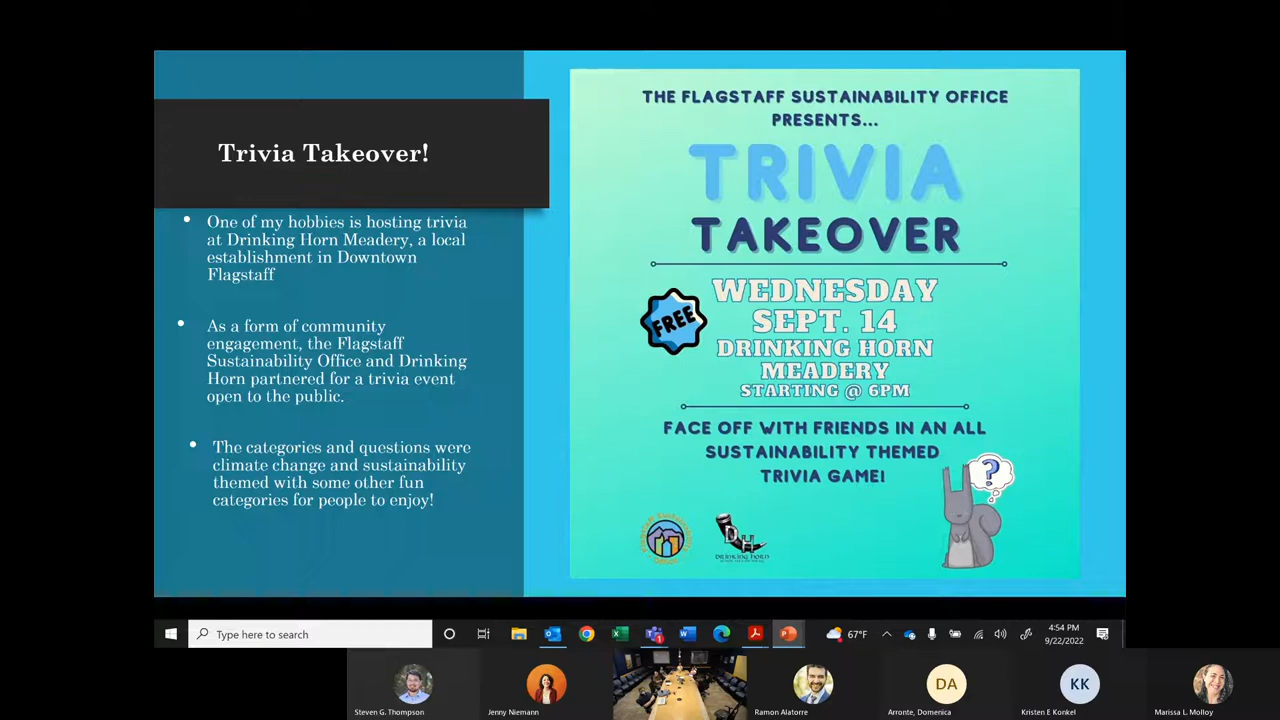 Trivia Takeover!
One of my hobbies is hosting trivia
at Drinking Horn Meadery, a local
establishment in Downtown
Flagstaff
As a form of community
engagement, the Flagstaff
Sustainability Office and Drinking
Horn partnered for a trivia event
open to the public.
The categories and questions were
climate change and sustainability
themed with some other fun
categories for people to enjoy!
THE FLAGSTAFF SUSTAINABILITY OFFICE
PRESENTS...
TRIVIA
TAKEOVER
FREE
WEDNESDAY
SEPT. 14
DRINKING HORN
MEADERY
STARTING @ 6PM
FACE OFF WITH FRIENDS IN AN ALL
SUSTAINABILITY THEMED
TRIVIA GAME!
?
DH
DRINKING HORN
Type here to search
67°F
4:54 PM
9/22/2022
Steven G. Thompson
Jenny Niemann
Ramon Alatorre
DA
Arronte, Domenica
KK
Kristen E Konkel
Marissa L. Molloy